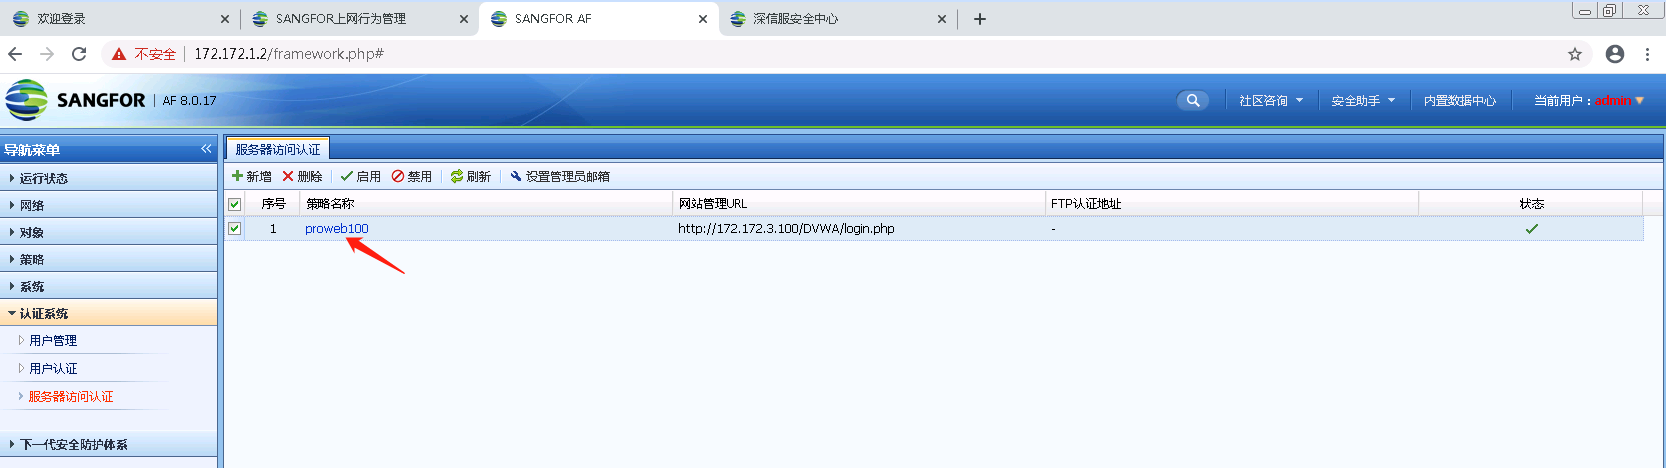 欢迎登录
SANGFOR上网行为管理
SANGFOR AF
深信服安全中心
不安全 172.172.1.2/framework.php#
SANGFOR AF 8.0.17
社区咨询 安全助手 内置数据中心 当前用户：admin
导航菜单
运行状态
网络
对象
策略
系统
认证系统
用户管理
用户认证
服务器访问认证
下一代安全防护体系
服务器访问认证
新增 删除 启用 禁用 刷新 设置管理员邮箱
序号 策略名称 网站管理URL FTP认证地址 状态
1 proweb100 http://172.172.3.100/DVWA/login.php -